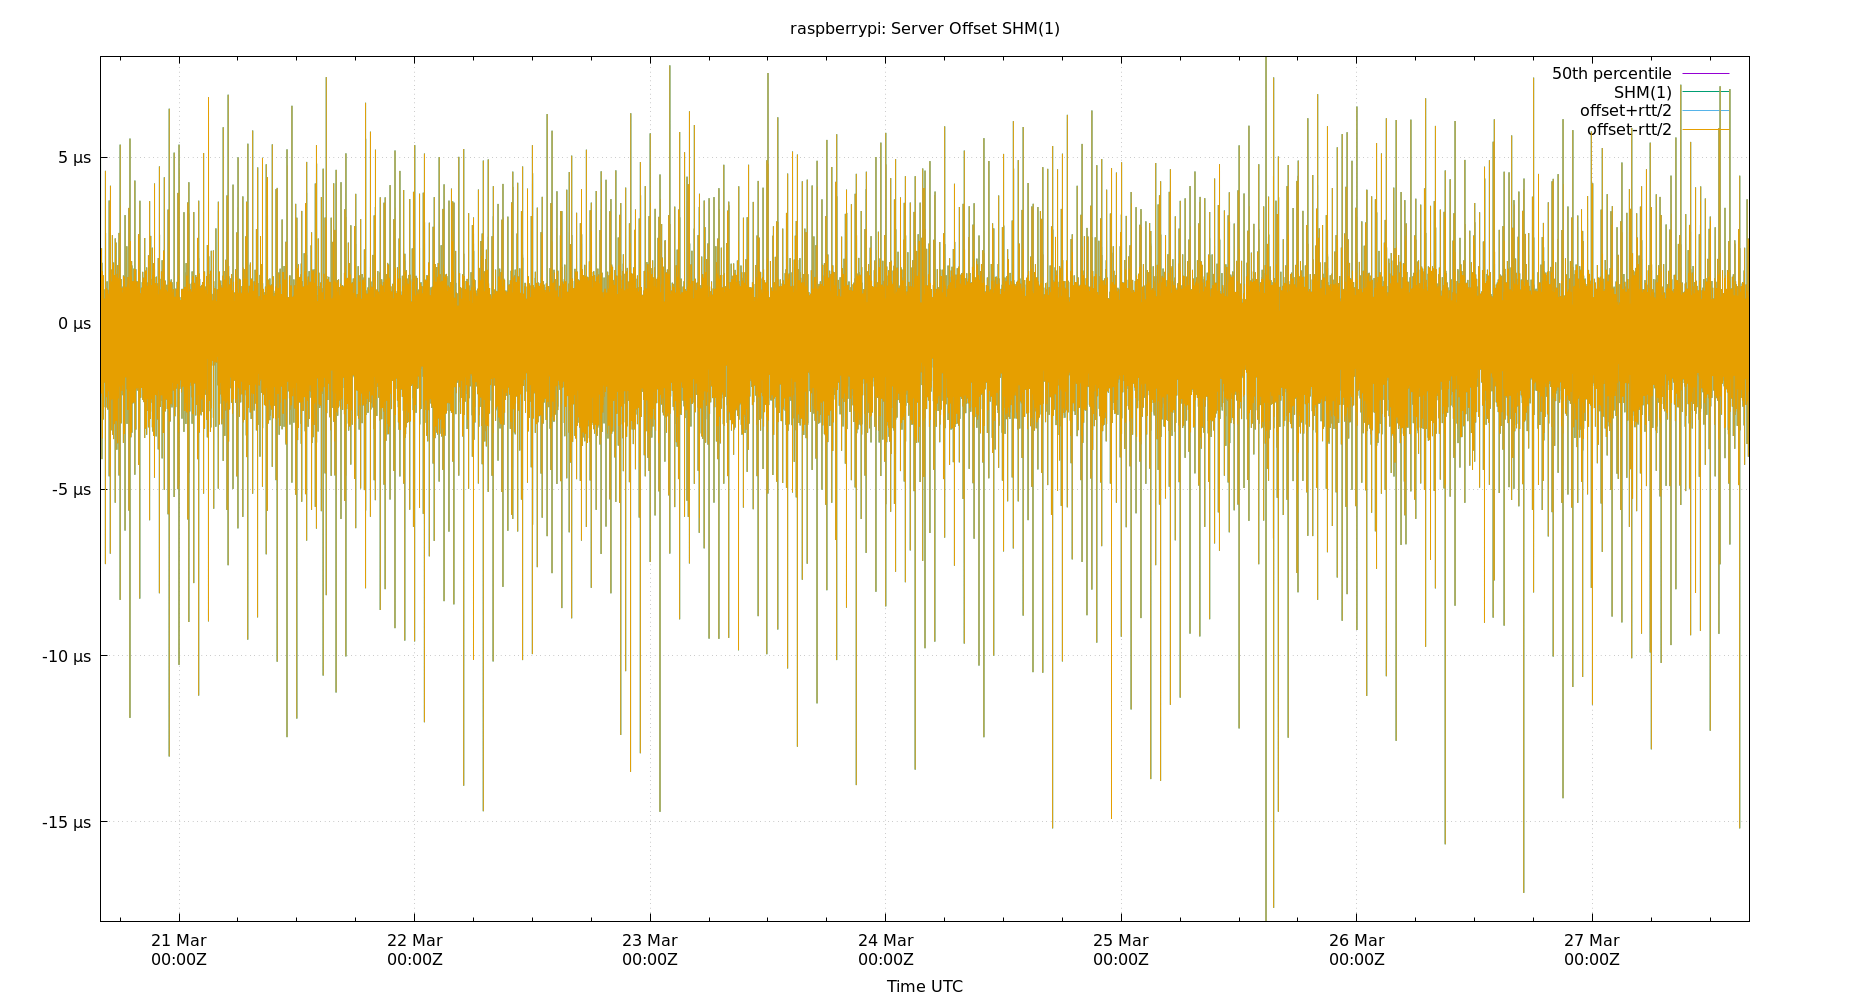 raspberrypi: Server Offset SHM(1)
50th percentile
SHM(1)
offset+rtt/2
offset-rtt/2
5 µs
0 µs
-5 µs
-10 µs
-15 µs
21 Mar 22 Mar 23 Mar 24 Mar 25 Mar 26 Mar 27 Mar
00:00Z 00:00Z 00:00Z 00:00Z 00:00Z 00:00Z 00:00Z
Time UTC